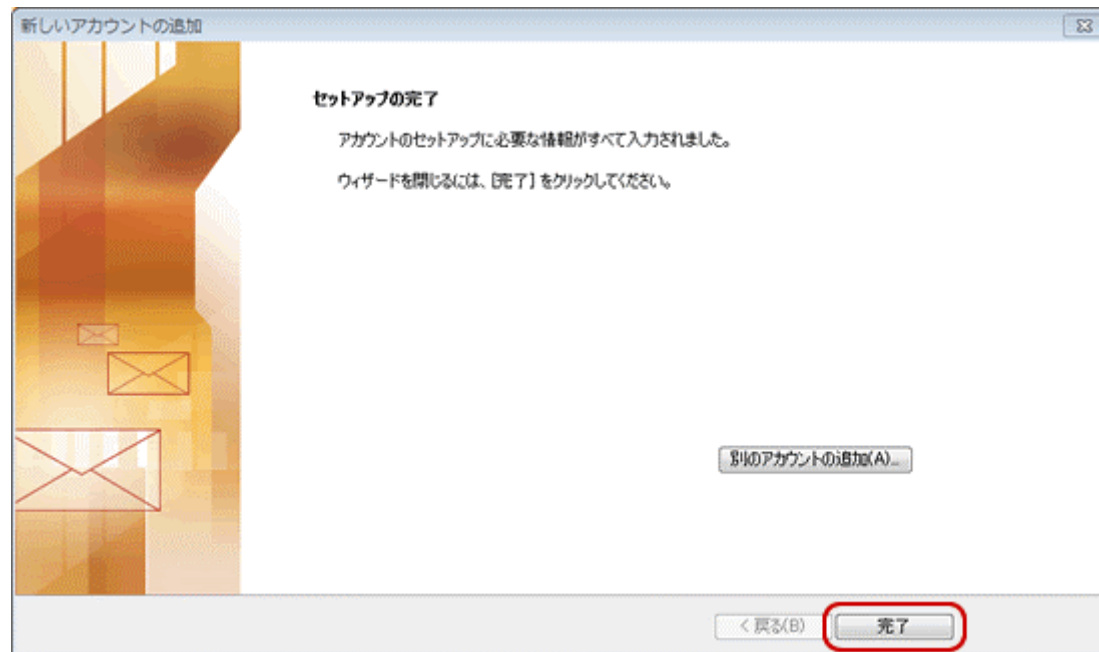 新しいアカウントの追加
セットアップの完了
アカウントのセットアップに必要な情報がすべて入力されました。
ウィザードを閉じるには、[完了] をクリックしてください。
別のアカウントの追加(A)...
< 戻る(B)
完了